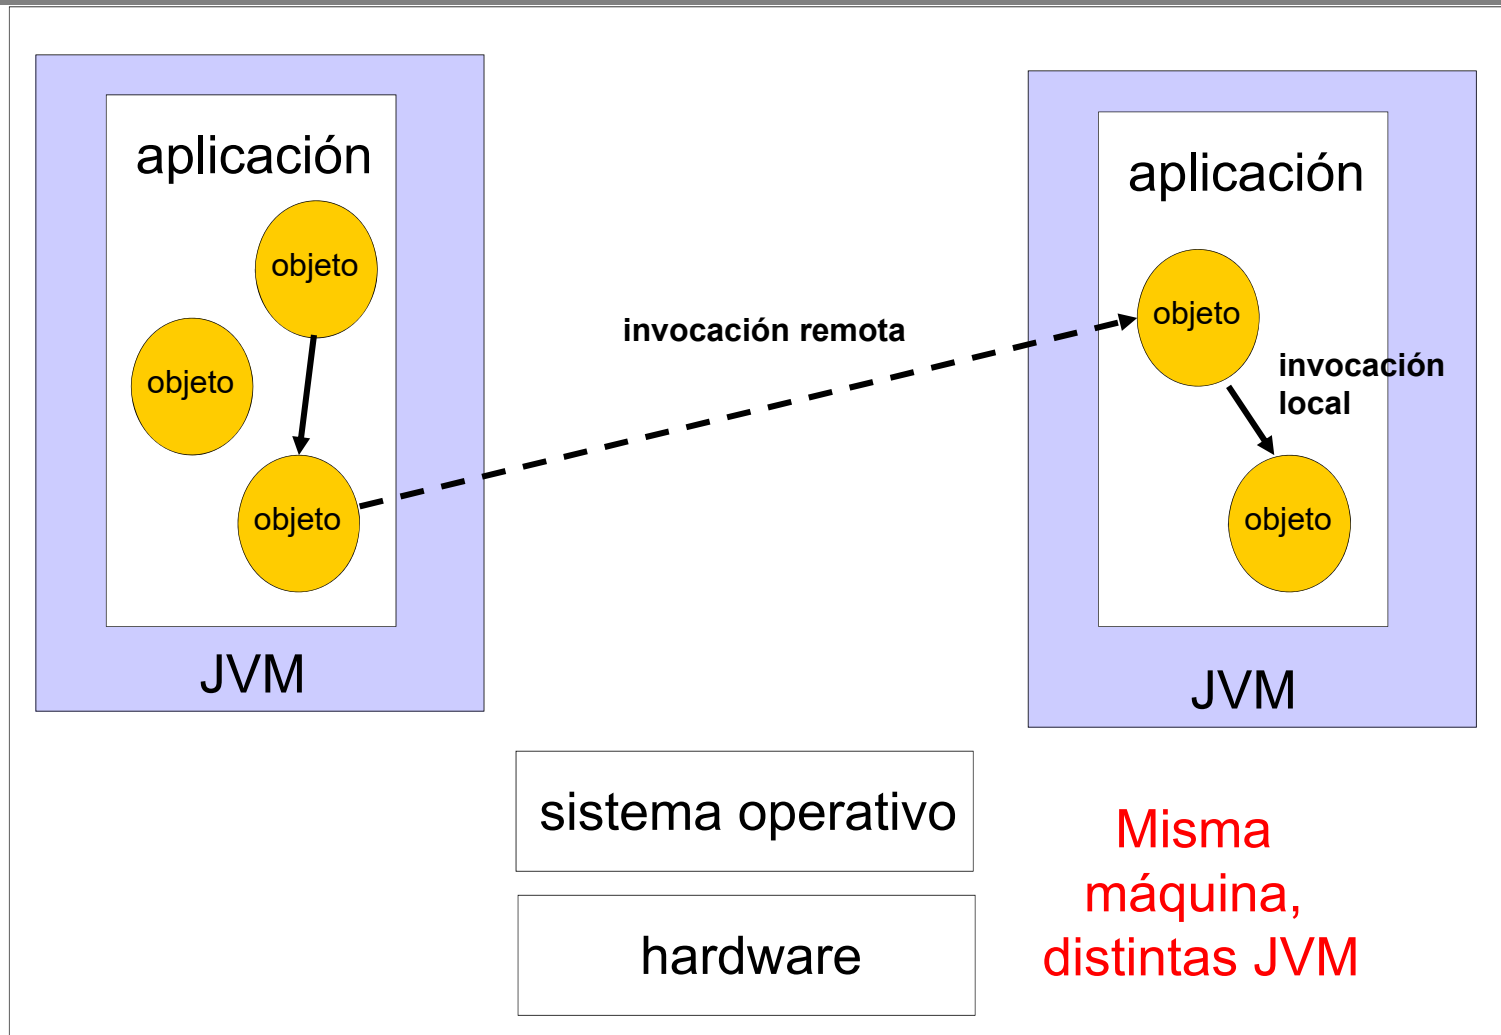 aplicación
objeto
objeto
objeto
JVM
invocación remota
aplicación
objeto
invocación
local
objeto
JVM
sistema operativo
hardware
Misma
máquina,
distintas JVM